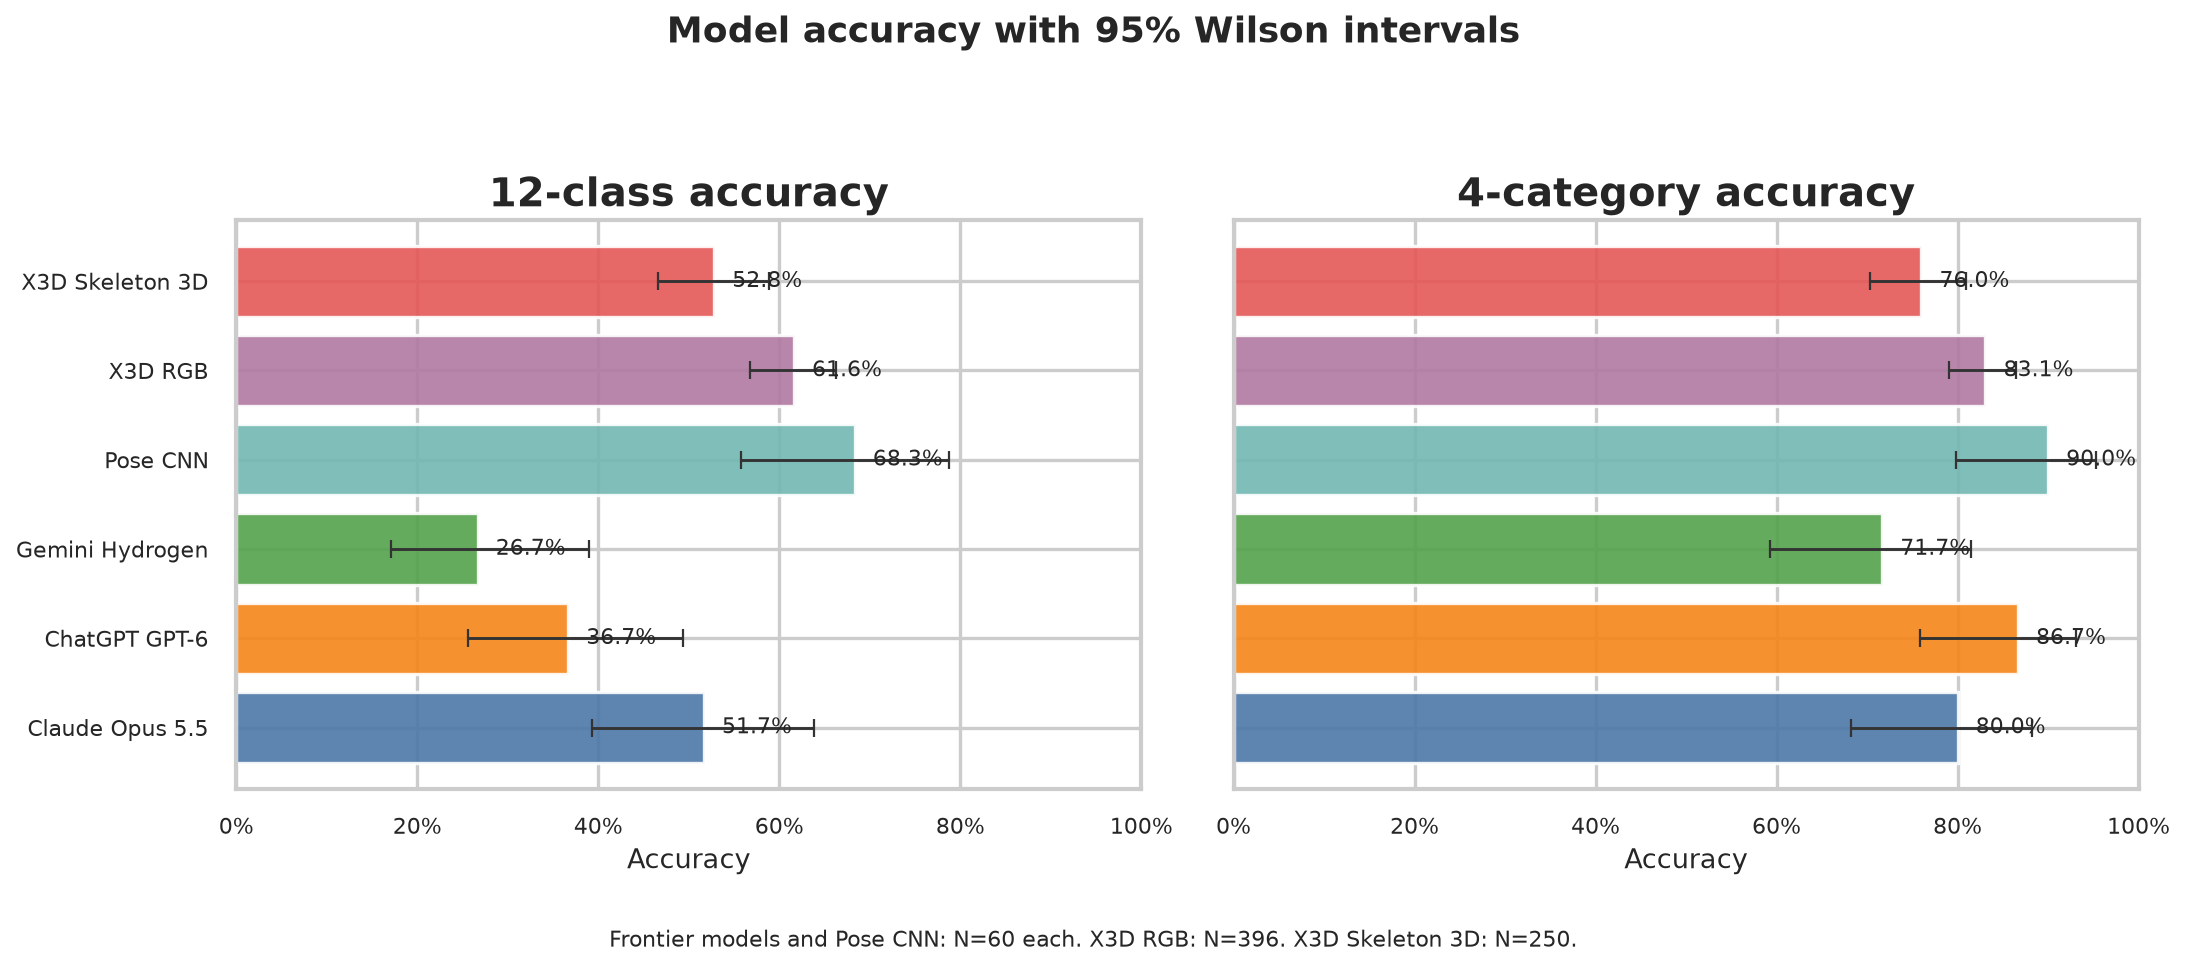 Model accuracy with 95% Wilson intervals
12-class accuracy
X3D Skeleton 3D
52.8%
X3D RGB
61.6%
Pose CNN
68.3%
Gemini Hydrogen
26.7%
ChatGPT GPT-6
36.7%
Claude Opus 5.5
51.7%
0% 20% 40% 60% 80% 100%
Accuracy
4-category accuracy
76.0%
83.1%
90.0%
71.7%
86.7%
80.0%
0% 20% 40% 60% 80% 100%
Accuracy
Frontier models and Pose CNN: N=60 each. X3D RGB: N=396. X3D Skeleton 3D: N=250.